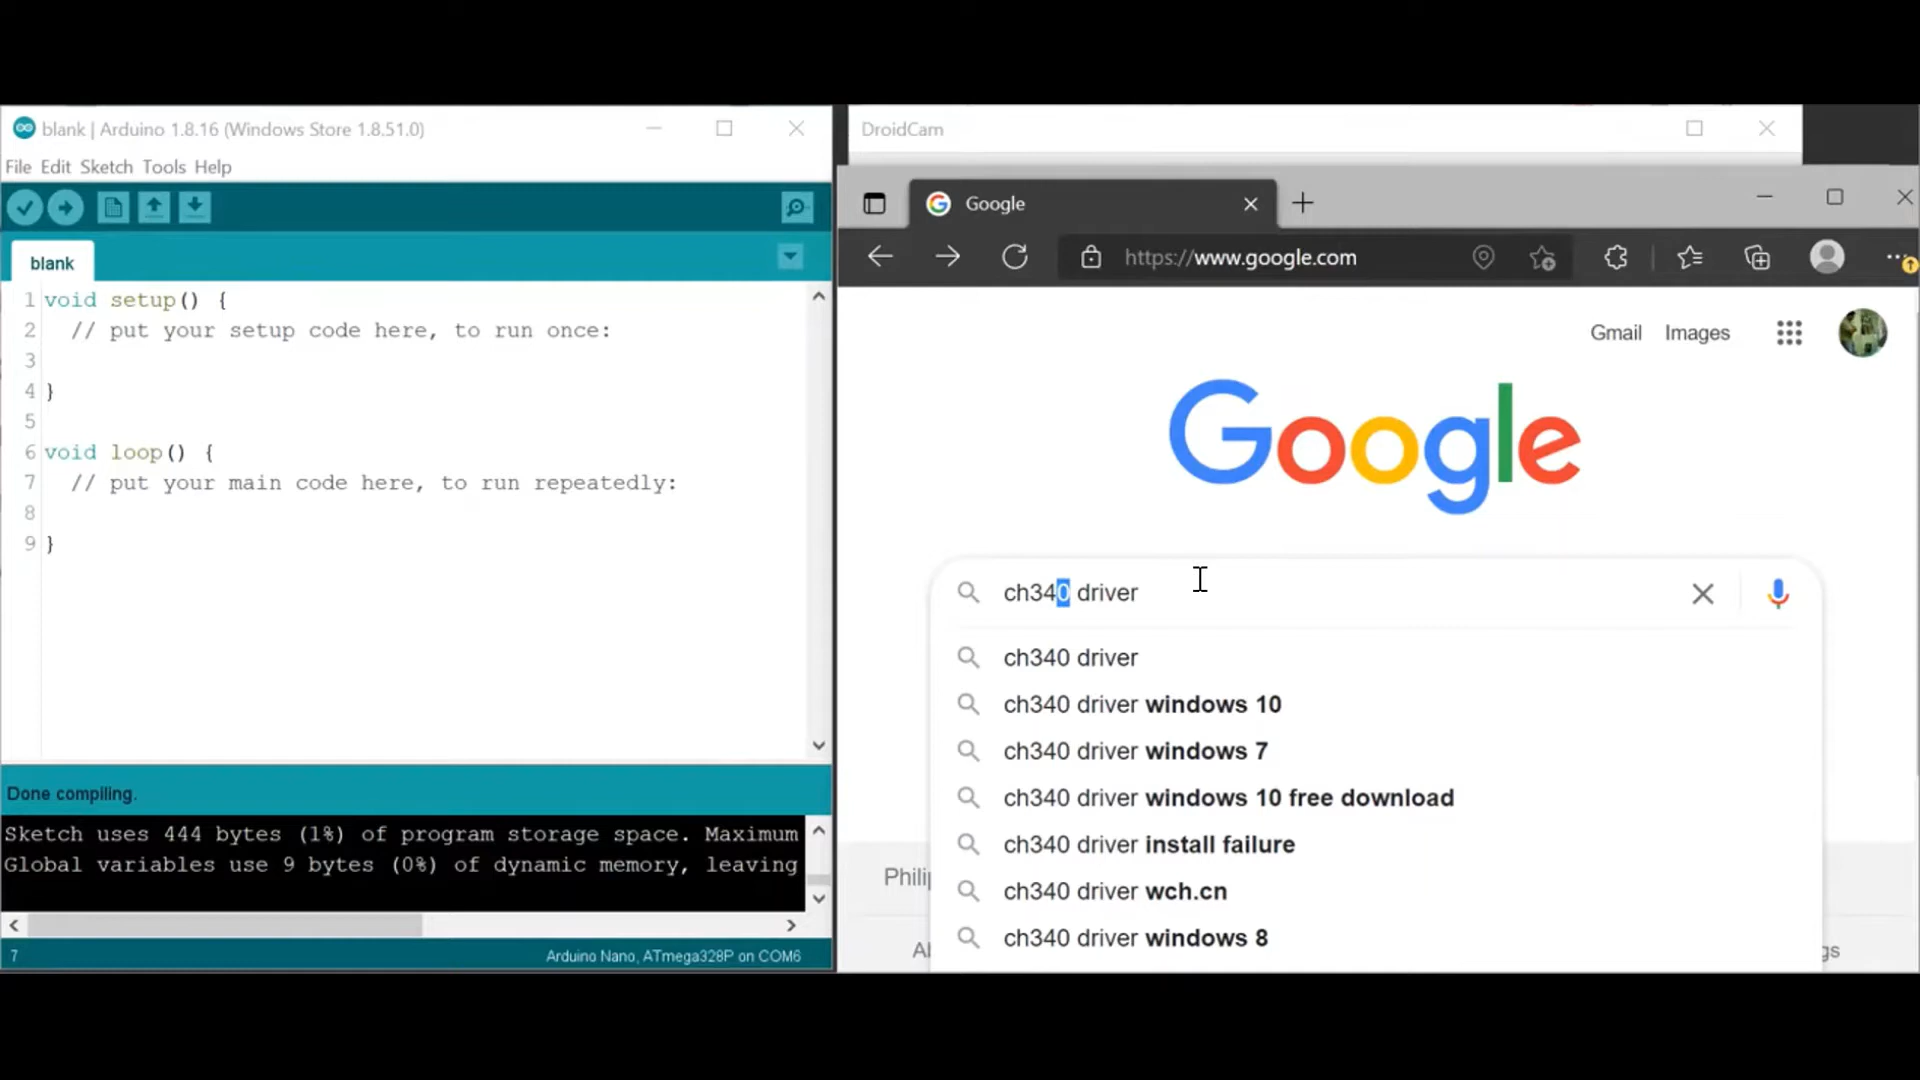 blank | Arduino 1.8.16 (Windows Store 1.8.51.0)
File Edit Sketch Tools Help
blank
1 void setup() {
2 // put your setup code here, to run once:
3
4 }
5
6 void loop() {
7 // put your main code here, to run repeatedly:
8
9 }
Done compiling.
Sketch uses 444 bytes (1%) of program storage space. Maximum
Global variables use 9 bytes (0%) of dynamic memory, leaving
7
Arduino Nano, ATmega328P on COM6
DroidCam
Google
https://www.google.com
Gmail Images
Google
ch340 driver
ch340 driver
ch340 driver windows 10
ch340 driver windows 7
ch340 driver windows 10 free download
ch340 driver install failure
ch340 driver wch.cn
ch340 driver windows 8